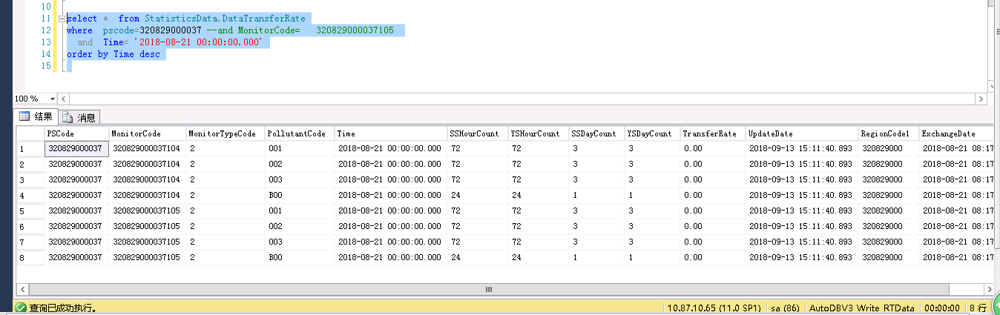 10
11 select * from StatisticsData.DataTransferRate
12 where pscode=320829000037 --and MonitorCode= 320829000037105
13 and Time= '2018-08-21 00:00:00.000'
14 order by Time desc
15
100 %
结果 消息
PSCode MonitorCode MonitorTypeCode PollutantCode Time SSHourCount YSHourCount SSDayCount YSDayCount TransferRate UpdateDate RegionCode1 ExchangeDate
1 320829000037 320829000037104 2 001 2018-08-21 00:00:00.000 72 72 3 3 0.00 2018-09-13 15:11:40.893 320829000 2018-08-21 08:17
2 320829000037 320829000037104 2 002 2018-08-21 00:00:00.000 72 72 3 3 0.00 2018-09-13 15:11:40.893 320829000 2018-08-21 08:17
3 320829000037 320829000037104 2 003 2018-08-21 00:00:00.000 72 72 3 3 0.00 2018-09-13 15:11:40.893 320829000 2018-08-21 08:17
4 320829000037 320829000037104 2 B00 2018-08-21 00:00:00.000 24 24 1 1 0.00 2018-09-13 15:11:40.893 320829000 2018-08-21 08:17
5 320829000037 320829000037105 2 001 2018-08-21 00:00:00.000 72 72 3 3 0.00 2018-09-13 15:11:40.893 320829000 2018-08-21 08:17
6 320829000037 320829000037105 2 002 2018-08-21 00:00:00.000 72 72 3 3 0.00 2018-09-13 15:11:40.893 320829000 2018-08-21 08:17
7 320829000037 320829000037105 2 003 2018-08-21 00:00:00.000 72 72 3 3 0.00 2018-09-13 15:11:40.893 320829000 2018-08-21 08:17
8 320829000037 320829000037105 2 B00 2018-08-21 00:00:00.000 24 24 1 1 0.00 2018-09-13 15:11:40.893 320829000 2018-08-21 08:17
查询已成功执行。 10.87.10.65 (11.0 SP1) sa (86) AutoDBV3_Write_RTData 00:00:00 8 行